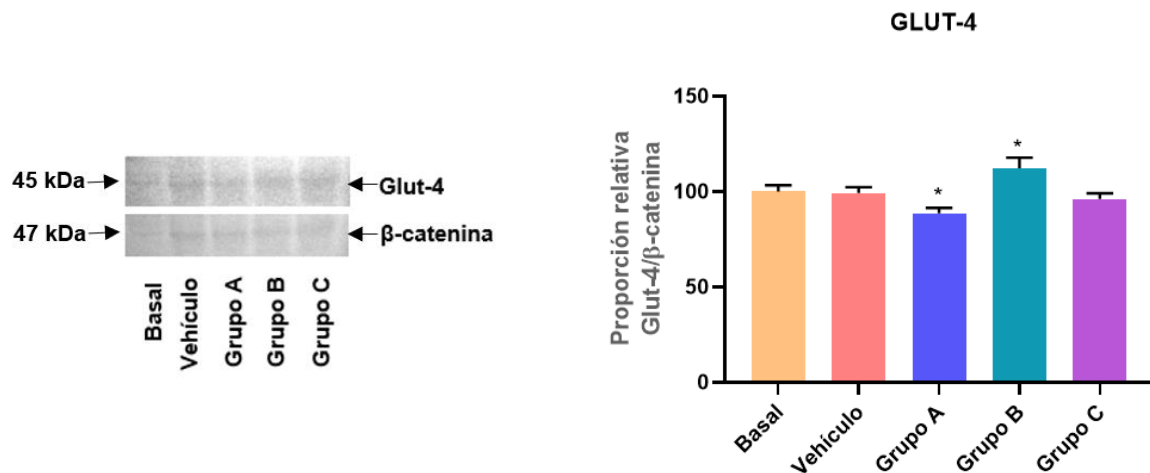 45 kDa
Glut-4
47 kDa
β-catenina
Basal
Vehículo
Grupo A
Grupo B
Grupo C
GLUT-4
Proporción relativa
Glut-4/β-catenina
150
100
50
0
*
*
Basal
Vehículo
Grupo A
Grupo B
Grupo C